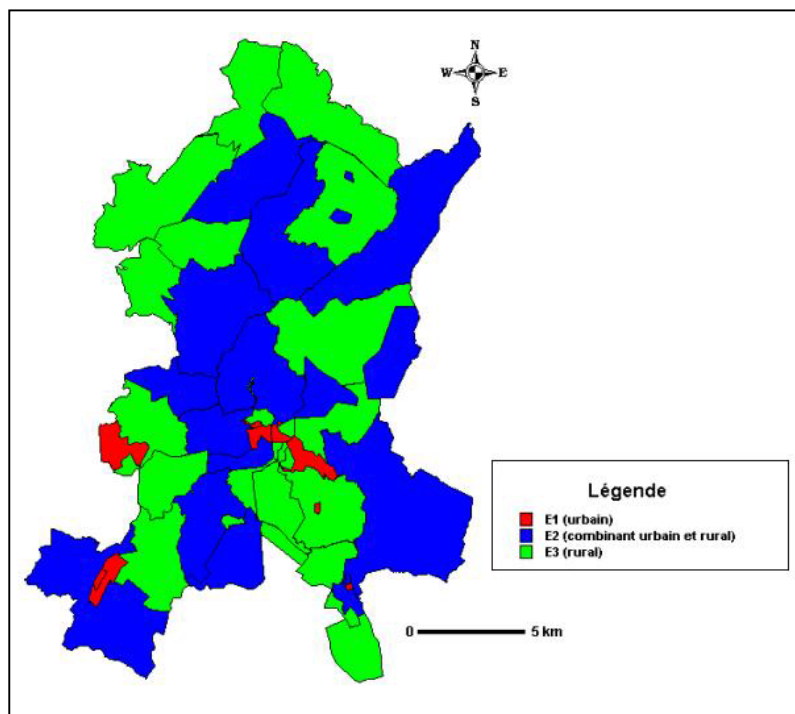 N
W E
S
Légende
E1 (urbain)
E2 (combinant urbain et rural)
E3 (rural)
0 5 km